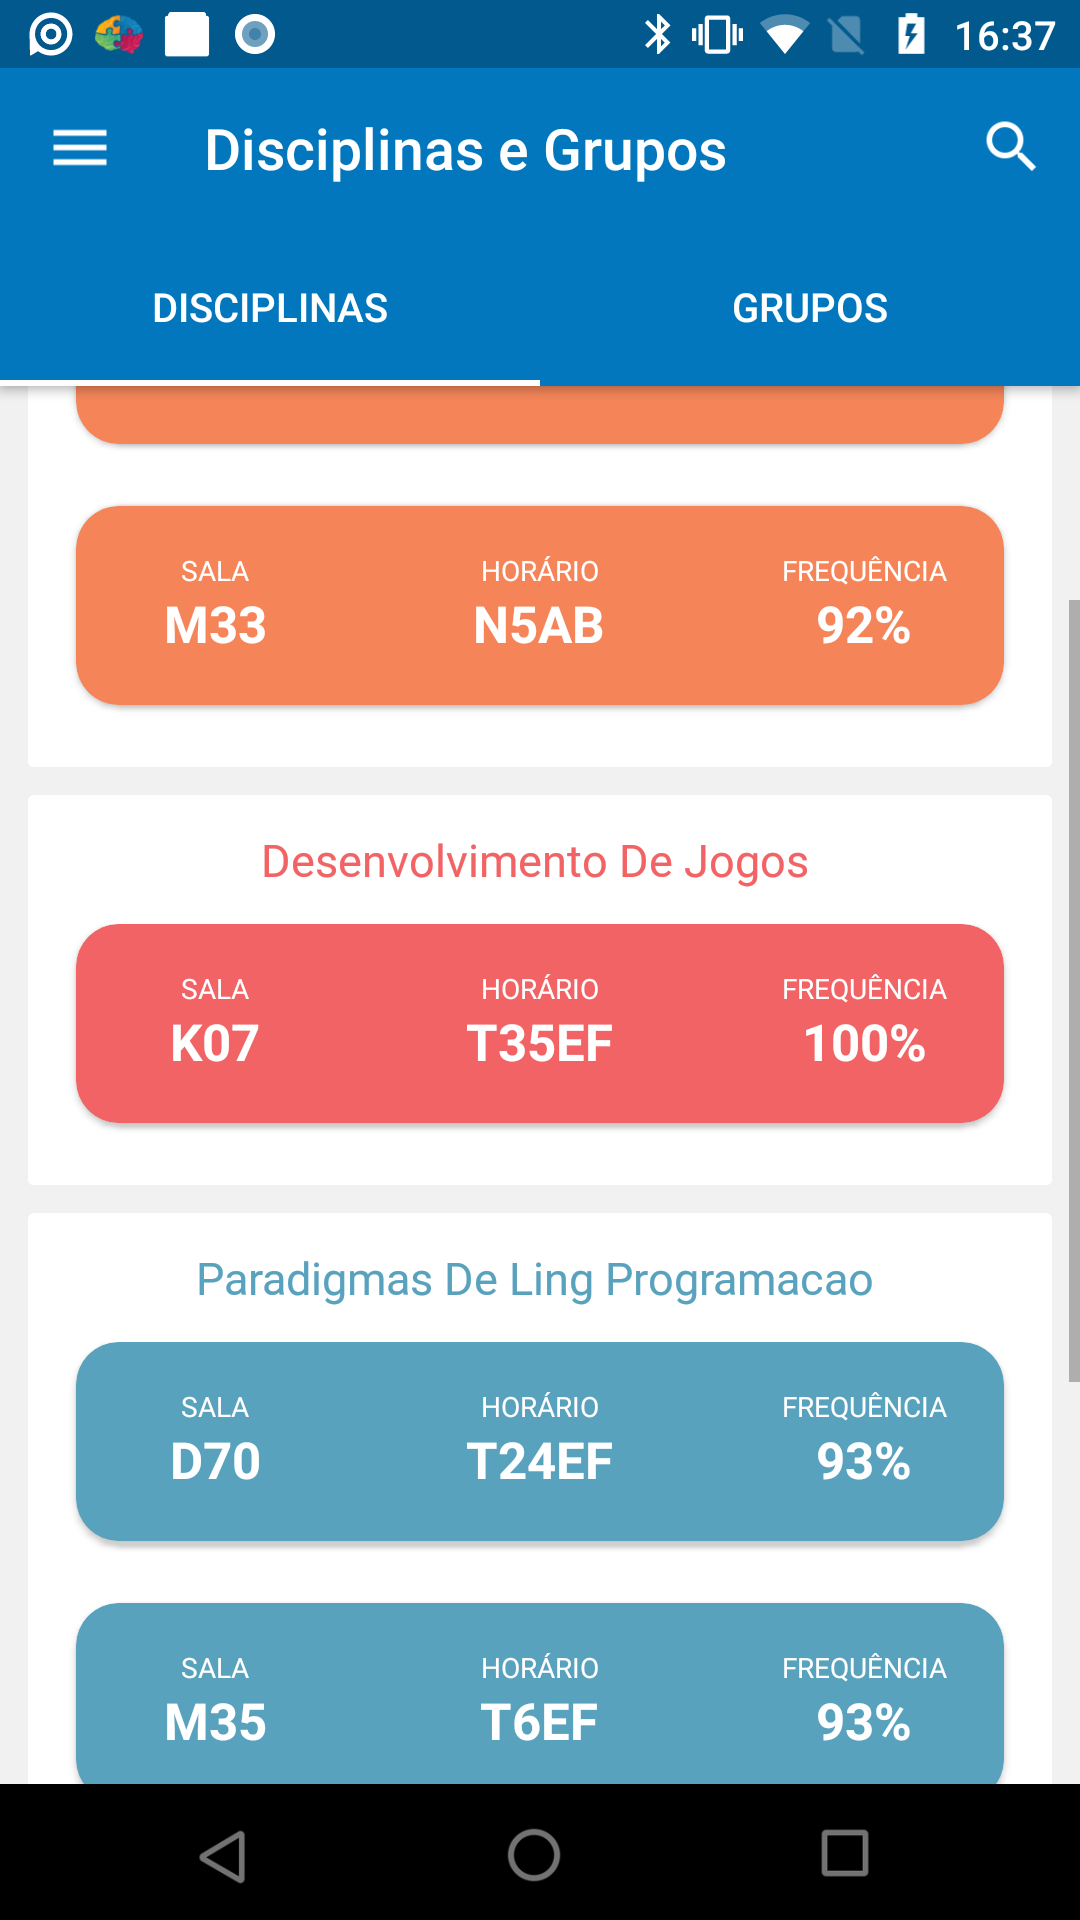 16:37
Disciplinas e Grupos
DISCIPLINAS GRUPOS
SALA HORÁRIO FREQUÊNCIA
M33 N5AB 92%
Desenvolvimento De Jogos
SALA HORÁRIO FREQUÊNCIA
K07 T35EF 100%
Paradigmas De Ling Programacao
SALA HORÁRIO FREQUÊNCIA
D70 T24EF 93%
SALA HORÁRIO FREQUÊNCIA
M35 T6EF 93%